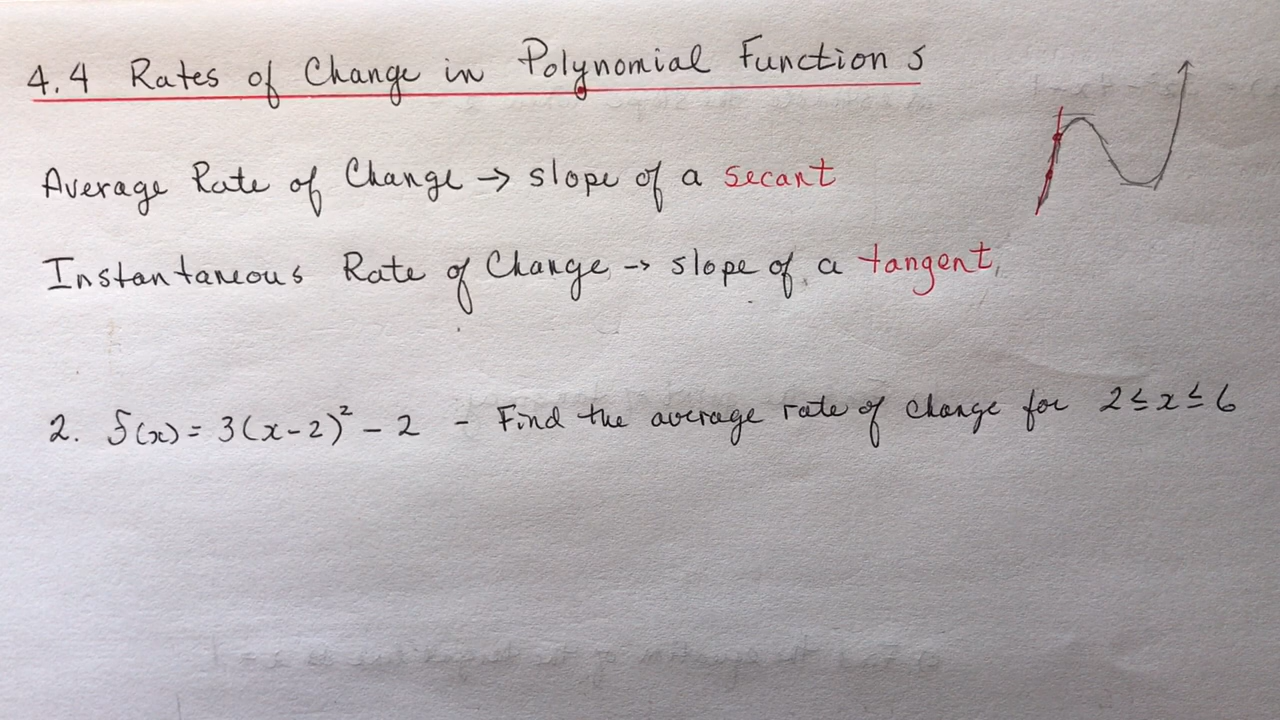 4.4 Rates of Change in Polynomial Functions
Average Rate of Change → slope of a secant
Instantaneous Rate of Change → slope of a tangent
2. f(x) = 3(x-2)² - 2 - Find the average rate of change for 2 ≤ x ≤ 6